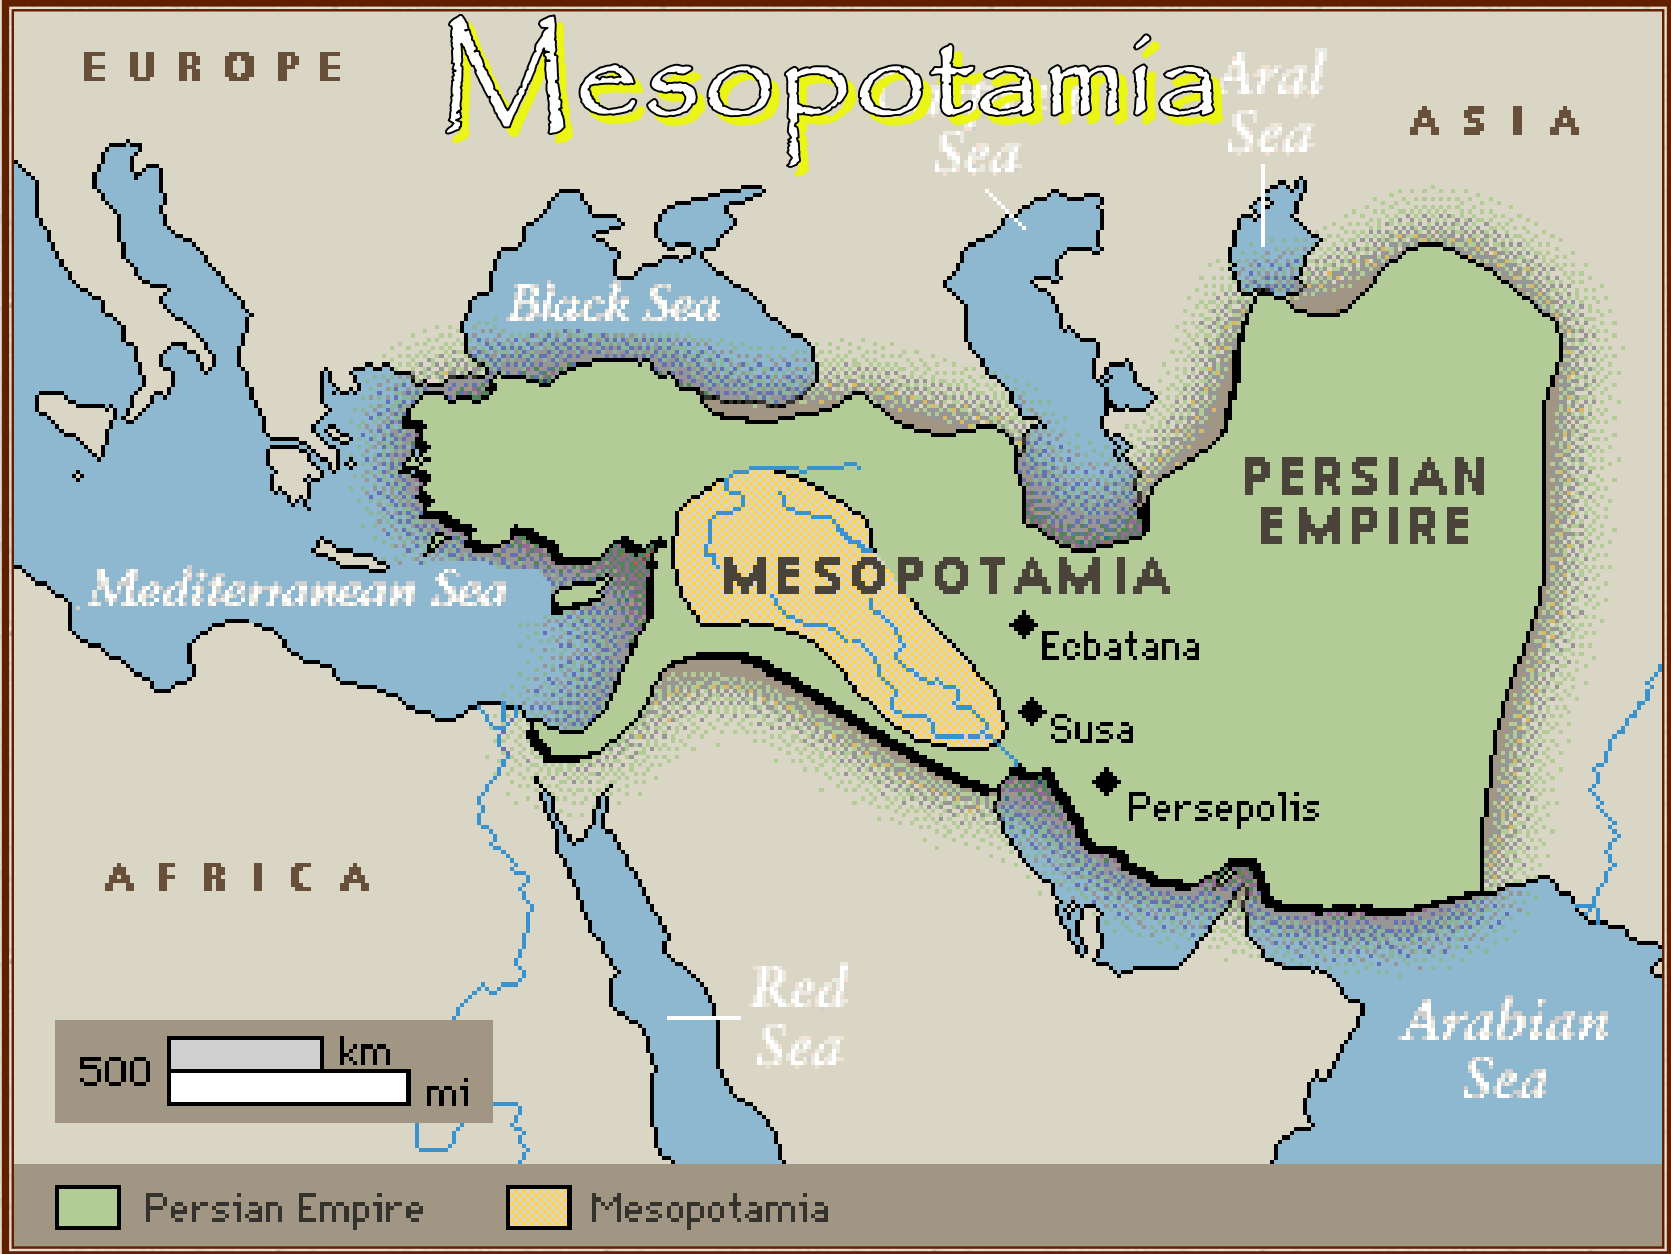 Mesopotamia
EUROPE
Aral
Sea
Sea
ASIA
Black Sea
PERSIAN
EMPIRE
MESOPOTAMIA
Mediterranean Sea
Ecbatana
Susa
Persepolis
AFRICA
Red
Sea
Arabian
Sea
500 km
mi
Persian Empire
Mesopotamia